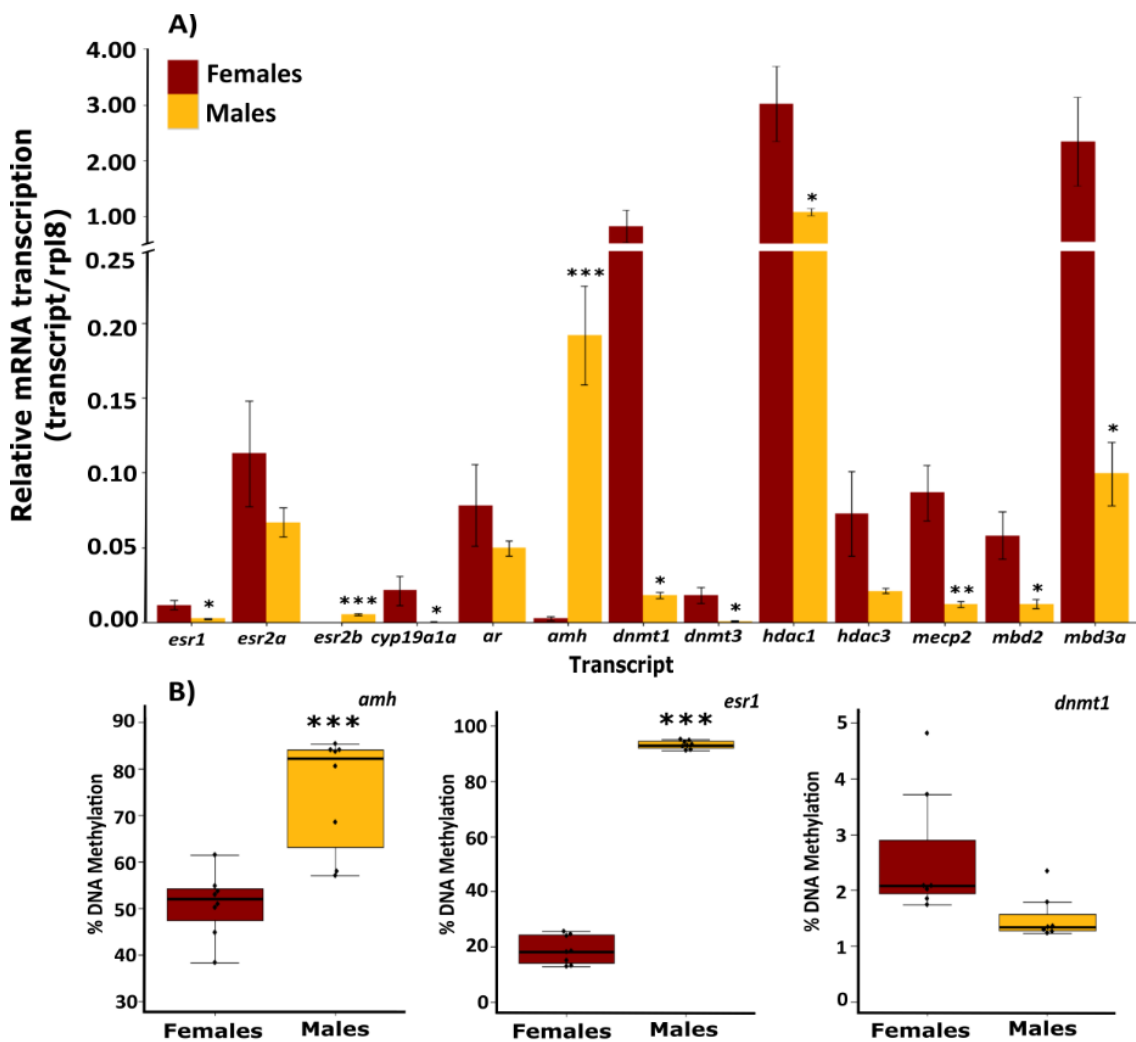 A)
Females
Males
Relative mRNA transcription
(transcript/rpl8)
4.00
3.00
2.00
1.00
0.25
0.20
0.15
0.10
0.05
0.00
* *** * *** * * * ** * *
esr1 esr2a esr2b cyp19a1a ar amh dnmt1 dnmt3 hdac1 hdac3 mecp2 mbd2 mbd3a
Transcript
B)
amh
***
% DNA Methylation
90
80
70
60
50
40
30
Females Males
esr1
***
% DNA Methylation
100
80
60
40
20
0
Females Males
dnmt1
% DNA Methylation
5
4
3
2
1
0
Females Males